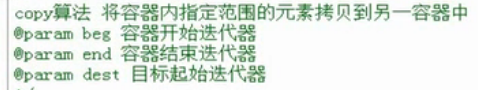 copy算法 将容器内指定范围的元素拷贝到另一容器中
@param beg 容器开始迭代器
@param end 容器结束迭代器
@param dest 目标起始迭代器